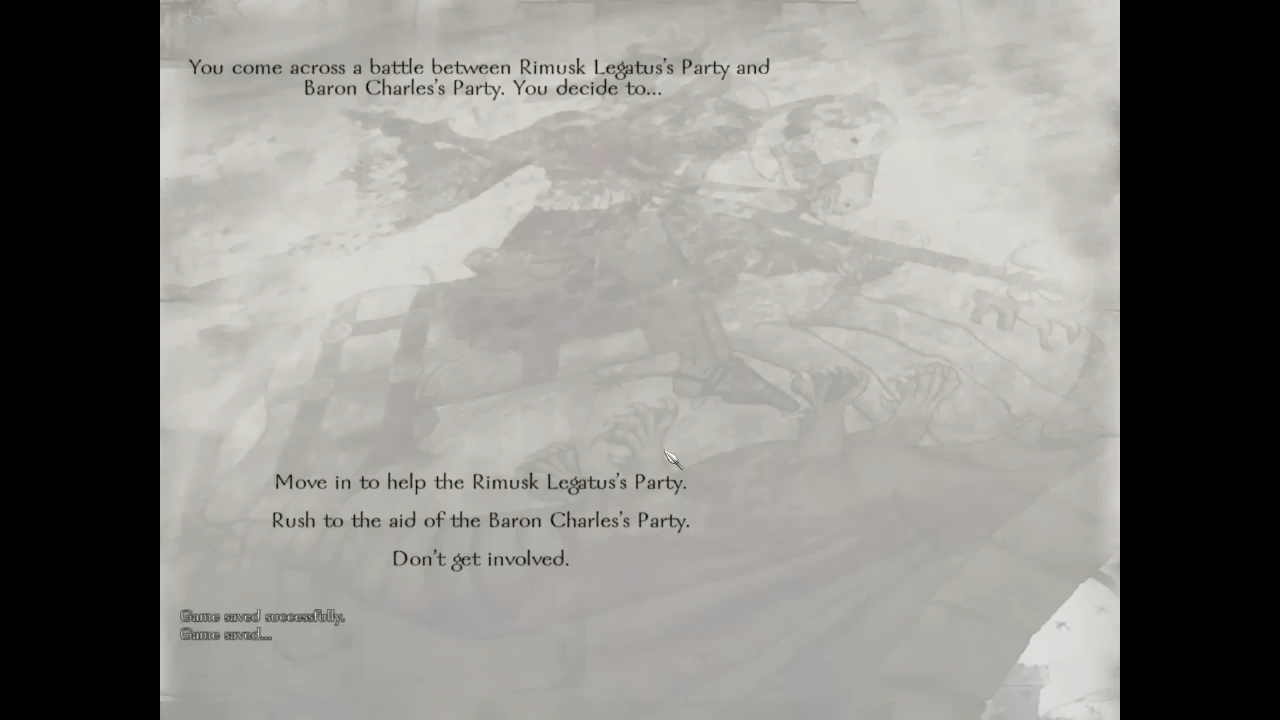 You come across a battle between Rimusk Legatus's Party and
Baron Charles's Party. You decide to...
Move in to help the Rimusk Legatus's Party.
Rush to the aid of the Baron Charles's Party.
Don't get involved.
Game saved successfully.
Game saved...